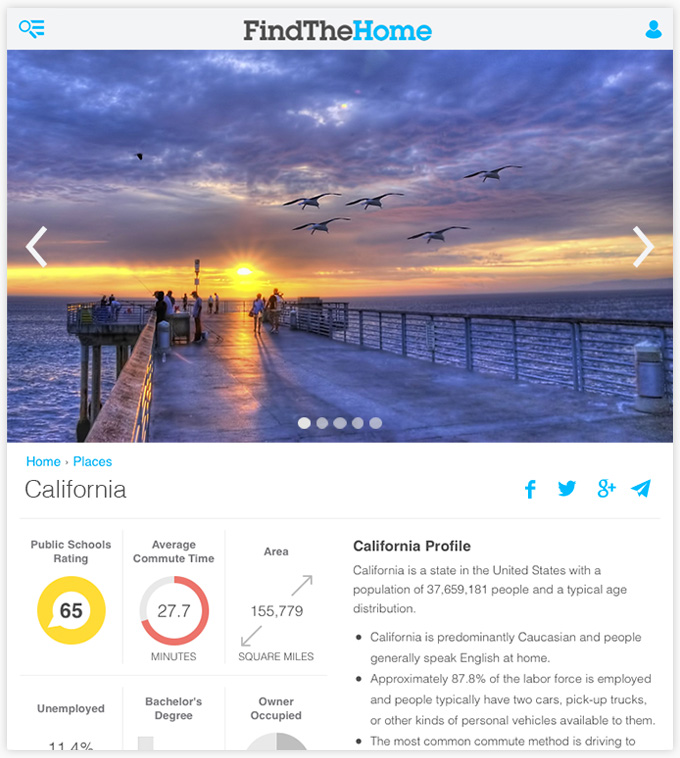 FindTheHome
Home › Places
California
Public Schools
Rating
65
Average
Commute Time
27.7
MINUTES
Area
155,779
SQUARE MILES
Unemployed
11.4%
Bachelor's
Degree
Owner
Occupied
California Profile
California is a state in the United States with a
population of 37,659,181 people and a typical age
distribution.
• California is predominantly Caucasian and people
generally speak English at home.
• Approximately 87.8% of the labor force is employed
and people typically have two cars, pick-up trucks,
or other kinds of personal vehicles available to them.
• The most common commute method is driving to